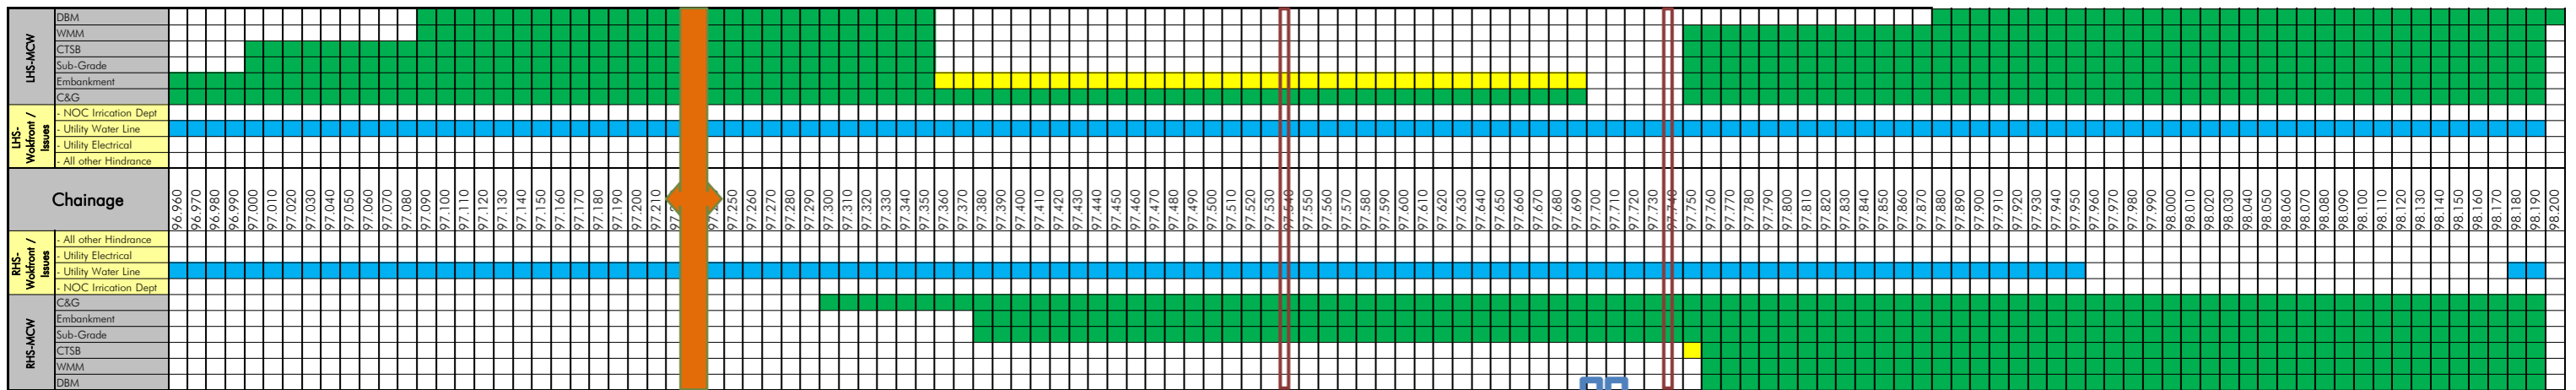 LHS-MCW
DBM
WMM
CTSB
Sub-Grade
Embankment
C&G
LHS-
Wokfront /
Issues
- NOC Irrication Dept
- Utility Water Line
- Utility Electrical
- All other Hindrance
Chainage
96.960 96.970 96.980 96.990 97.000 97.010 97.020 97.030 97.040 97.050 97.060 97.070 97.080 97.090 97.100 97.110 97.120 97.130 97.140 97.150 97.160 97.170 97.180 97.190 97.200 97.210 97.250 97.260 97.270 97.280 97.290 97.300 97.310 97.320 97.330 97.340 97.350 97.360 97.370 97.380 97.390 97.400 97.410 97.420 97.430 97.440 97.450 97.460 97.470 97.480 97.490 97.500 97.510 97.520 97.530 97.540 97.550 97.560 97.570 97.580 97.590 97.600 97.610 97.620 97.630 97.640 97.650 97.660 97.670 97.680 97.690 97.700 97.710 97.720 97.730 97.740 97.750 97.760 97.770 97.780 97.790 97.800 97.810 97.820 97.830 97.840 97.850 97.860 97.870 97.880 97.890 97.900 97.910 97.920 97.930 97.940 97.950 97.960 97.970 97.980 97.990 98.000 98.010 98.020 98.030 98.040 98.050 98.060 98.070 98.080 98.090 98.100 98.110 98.120 98.130 98.140 98.150 98.160 98.170 98.180 98.190 98.200
RHS-
Wokfront /
Issues
- All other Hindrance
- Utility Electrical
- Utility Water Line
- NOC Irrication Dept
RHS-MCW
C&G
Embankment
Sub-Grade
CTSB
WMM
DBM